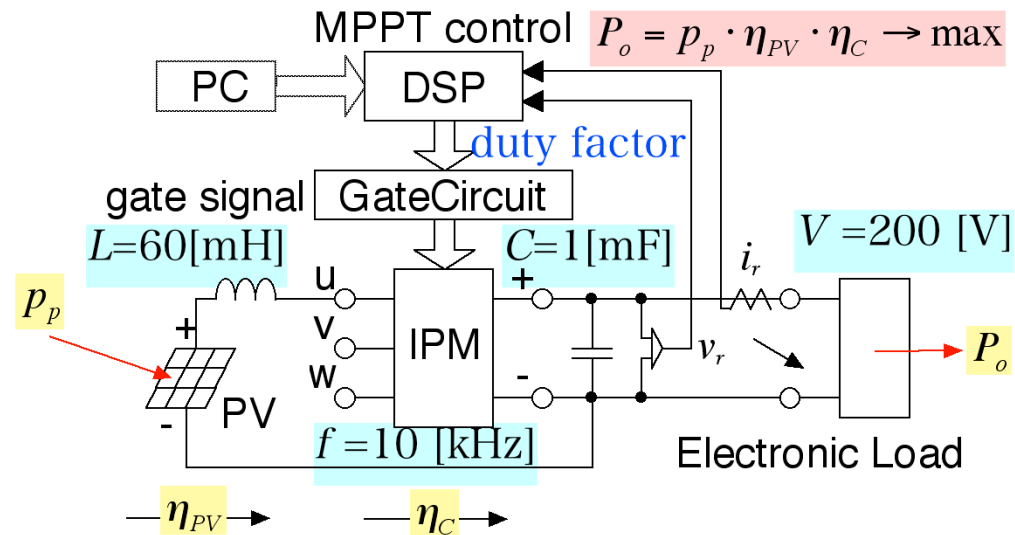 MPPT control
P_o = p_p · η_PV · η_C → max
PC
DSP
duty factor
gate signal
GateCircuit
L=60[mH]
C=1[mF]
V =200 [V]
i_r
p_p
u
+
+
v
IPM
v_r
P_o
w
-
-
PV
f =10 [kHz]
Electronic Load
η_PV
η_C